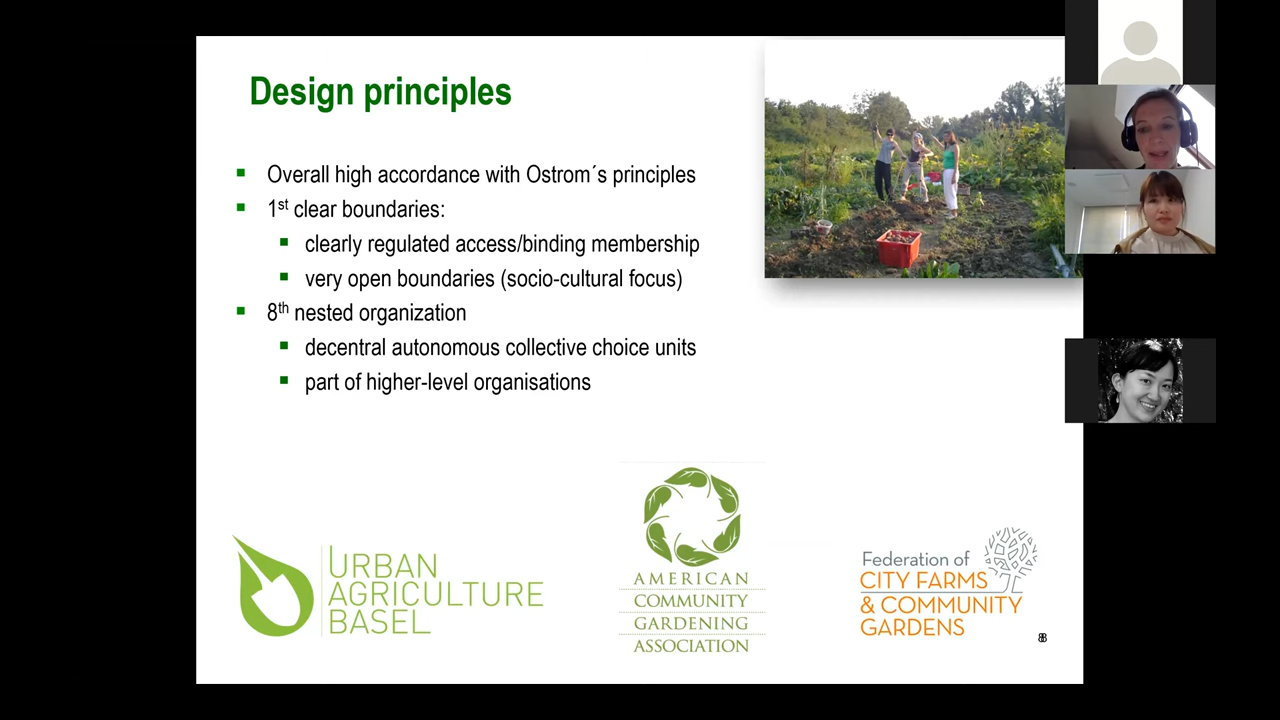 Design principles
Overall high accordance with Ostrom´s principles
1st clear boundaries:
clearly regulated access/binding membership
very open boundaries (socio-cultural focus)
8th nested organization
decentral autonomous collective choice units
part of higher-level organisations
URBAN
AGRICULTURE
BASEL
AMERICAN
COMMUNITY
GARDENING
ASSOCIATION
Federation of
CITY FARMS
& COMMUNITY
GARDENS